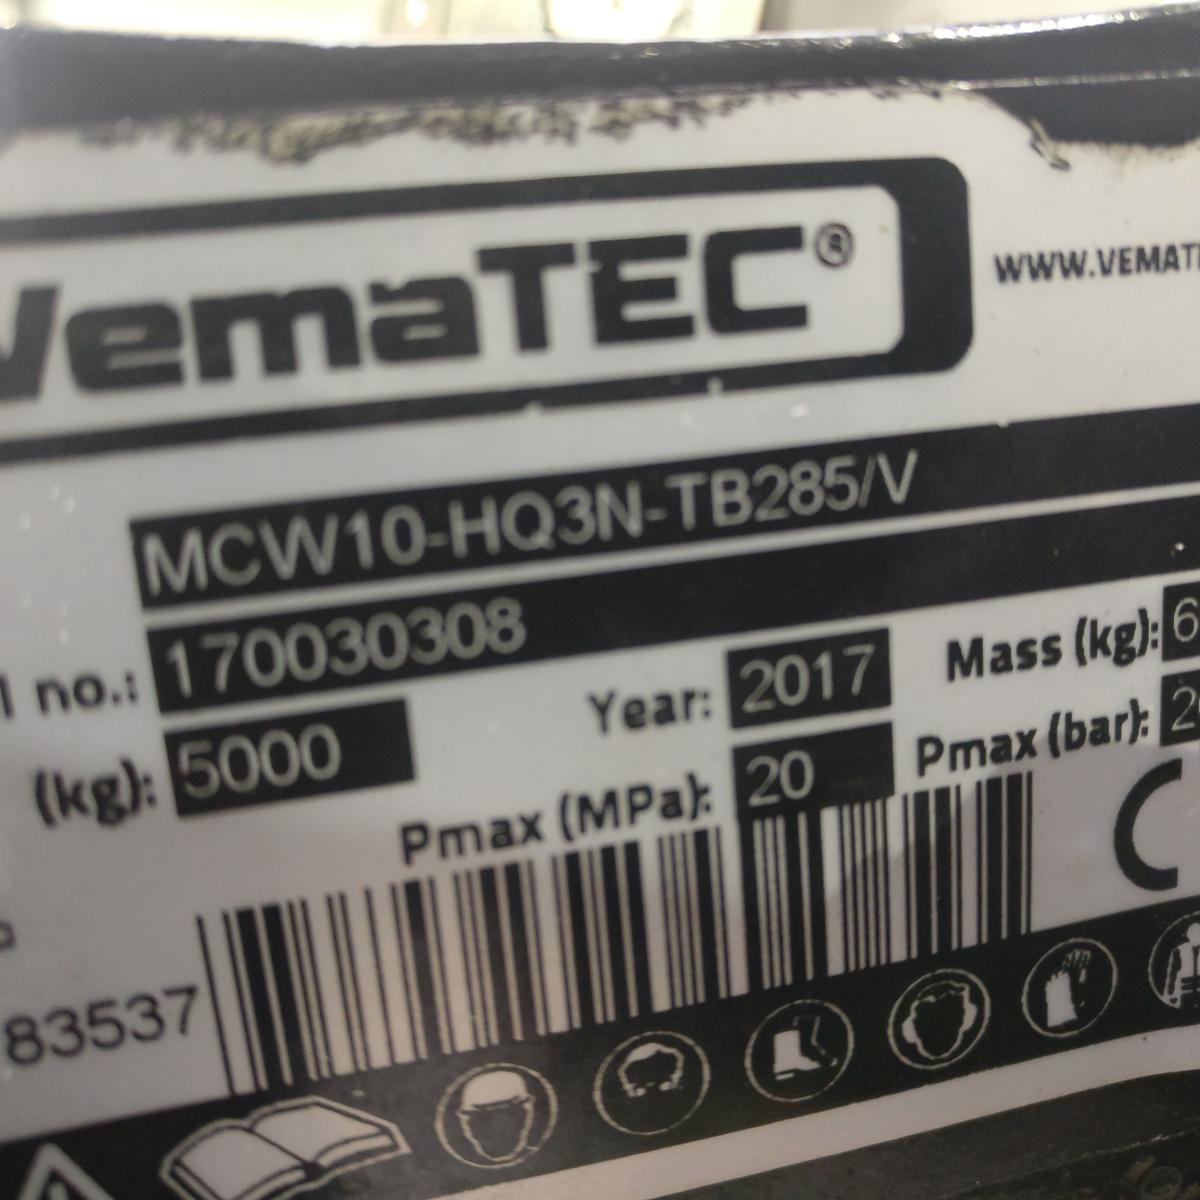 VemaTEC®
WWW.VEMATE
MCW10-HQ3N-TB285/V
l no.: 170030308
(kg): 5000 Year: 2017 Mass (kg): 6
Pmax (MPa): 20 Pmax (bar): 2
C
83537